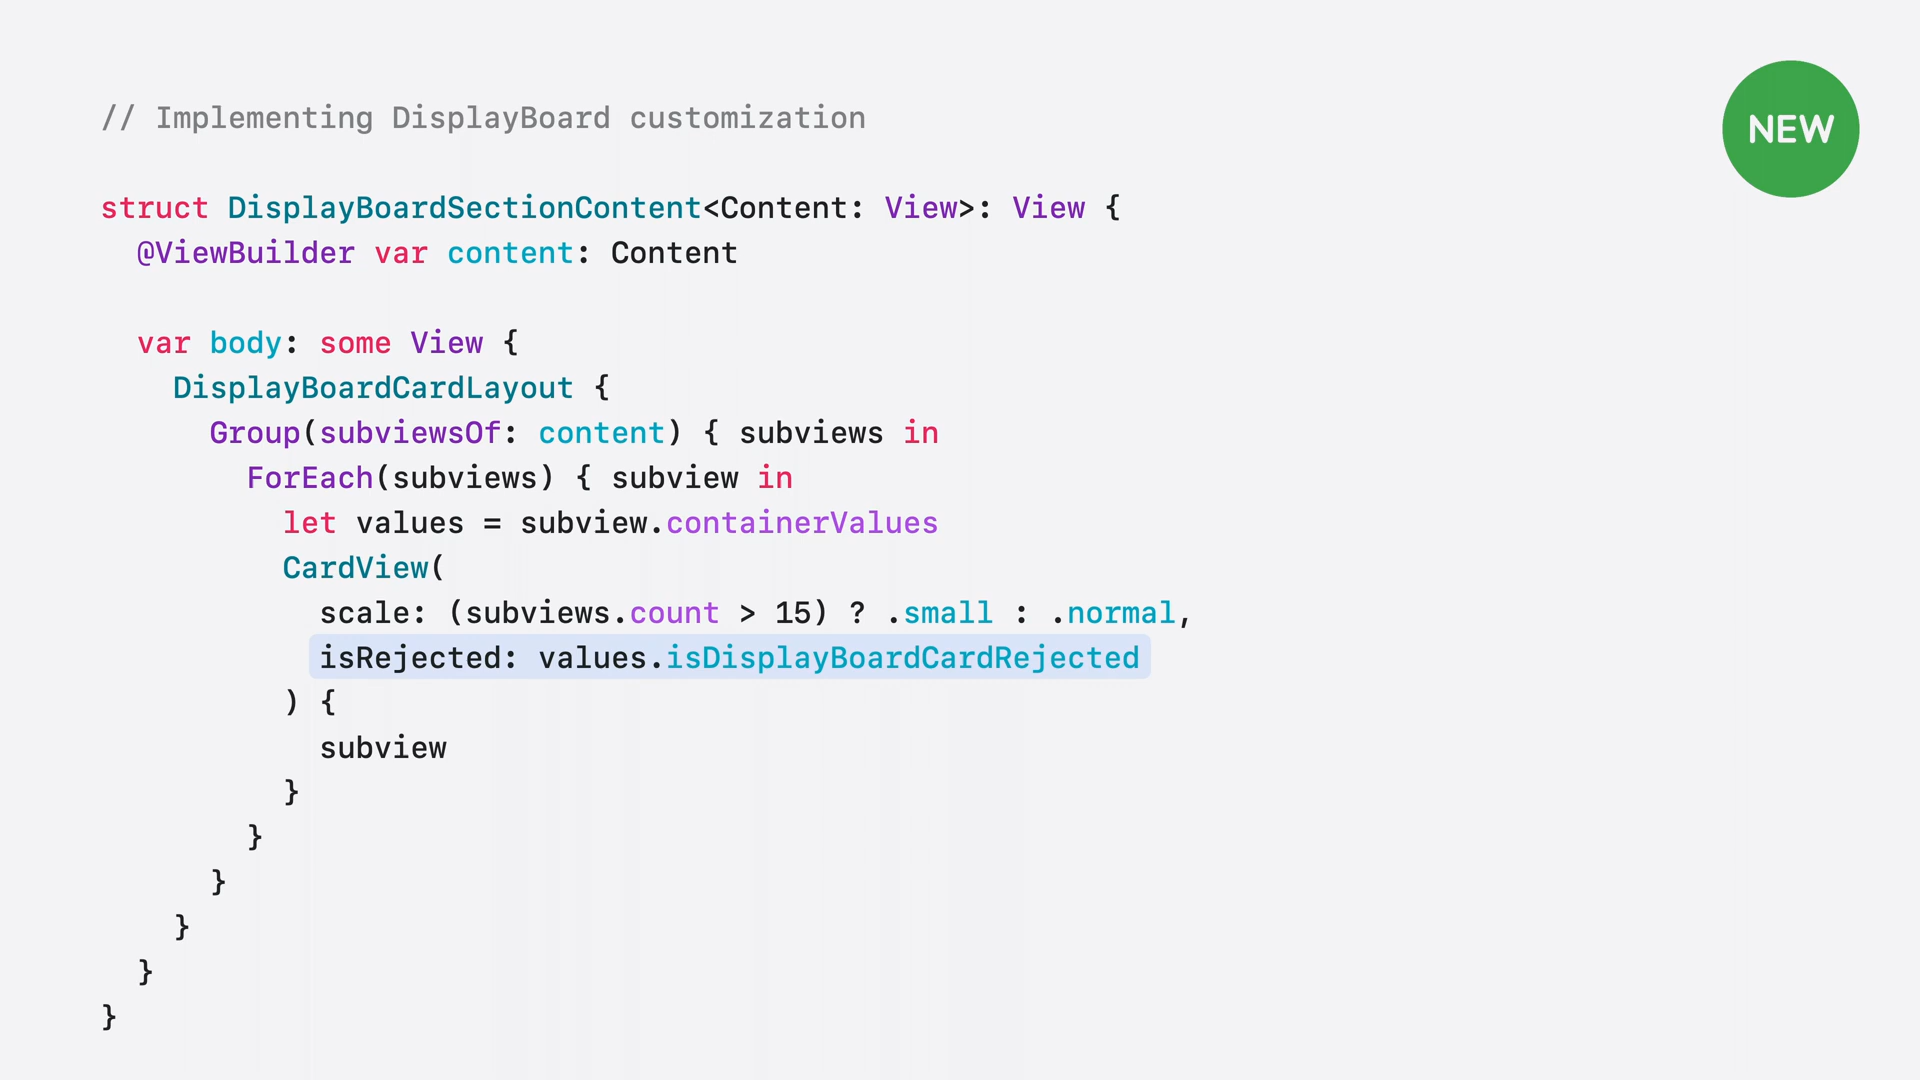 // Implementing DisplayBoard customization
NEW
struct DisplayBoardSectionContent<Content: View>: View {
  @ViewBuilder var content: Content

  var body: some View {
    DisplayBoardCardLayout {
      Group(subviewsOf: content) { subviews in
        ForEach(subviews) { subview in
          let values = subview.containerValues
          CardView(
            scale: (subviews.count > 15) ? .small : .normal,
            isRejected: values.isDisplayBoardCardRejected
          ) {
            subview
          }
        }
      }
    }
  }
}